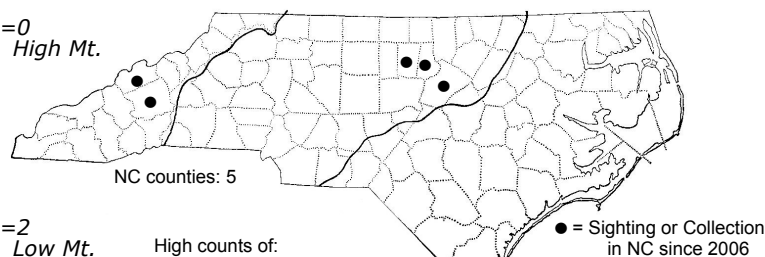 =0
High Mt.
NC counties: 5
=2
Low Mt.
High counts of:
● = Sighting or Collection
in NC since 2006